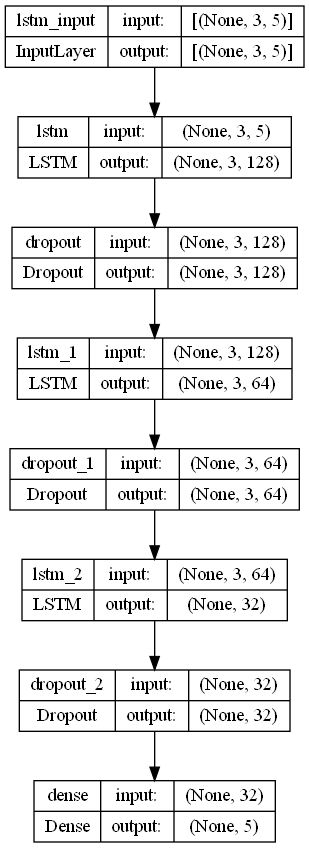 lstm_input input: [(None, 3, 5)]
InputLayer output: [(None, 3, 5)]
lstm input: (None, 3, 5)
LSTM output: (None, 3, 128)
dropout input: (None, 3, 128)
Dropout output: (None, 3, 128)
lstm_1 input: (None, 3, 128)
LSTM output: (None, 3, 64)
dropout_1 input: (None, 3, 64)
Dropout output: (None, 3, 64)
lstm_2 input: (None, 3, 64)
LSTM output: (None, 32)
dropout_2 input: (None, 32)
Dropout output: (None, 32)
dense input: (None, 32)
Dense output: (None, 5)